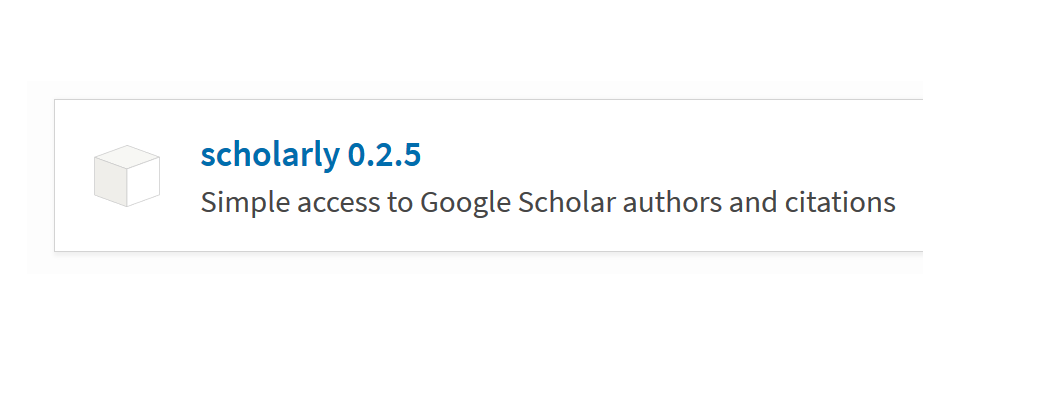 scholarly 0.2.5
Simple access to Google Scholar authors and citations